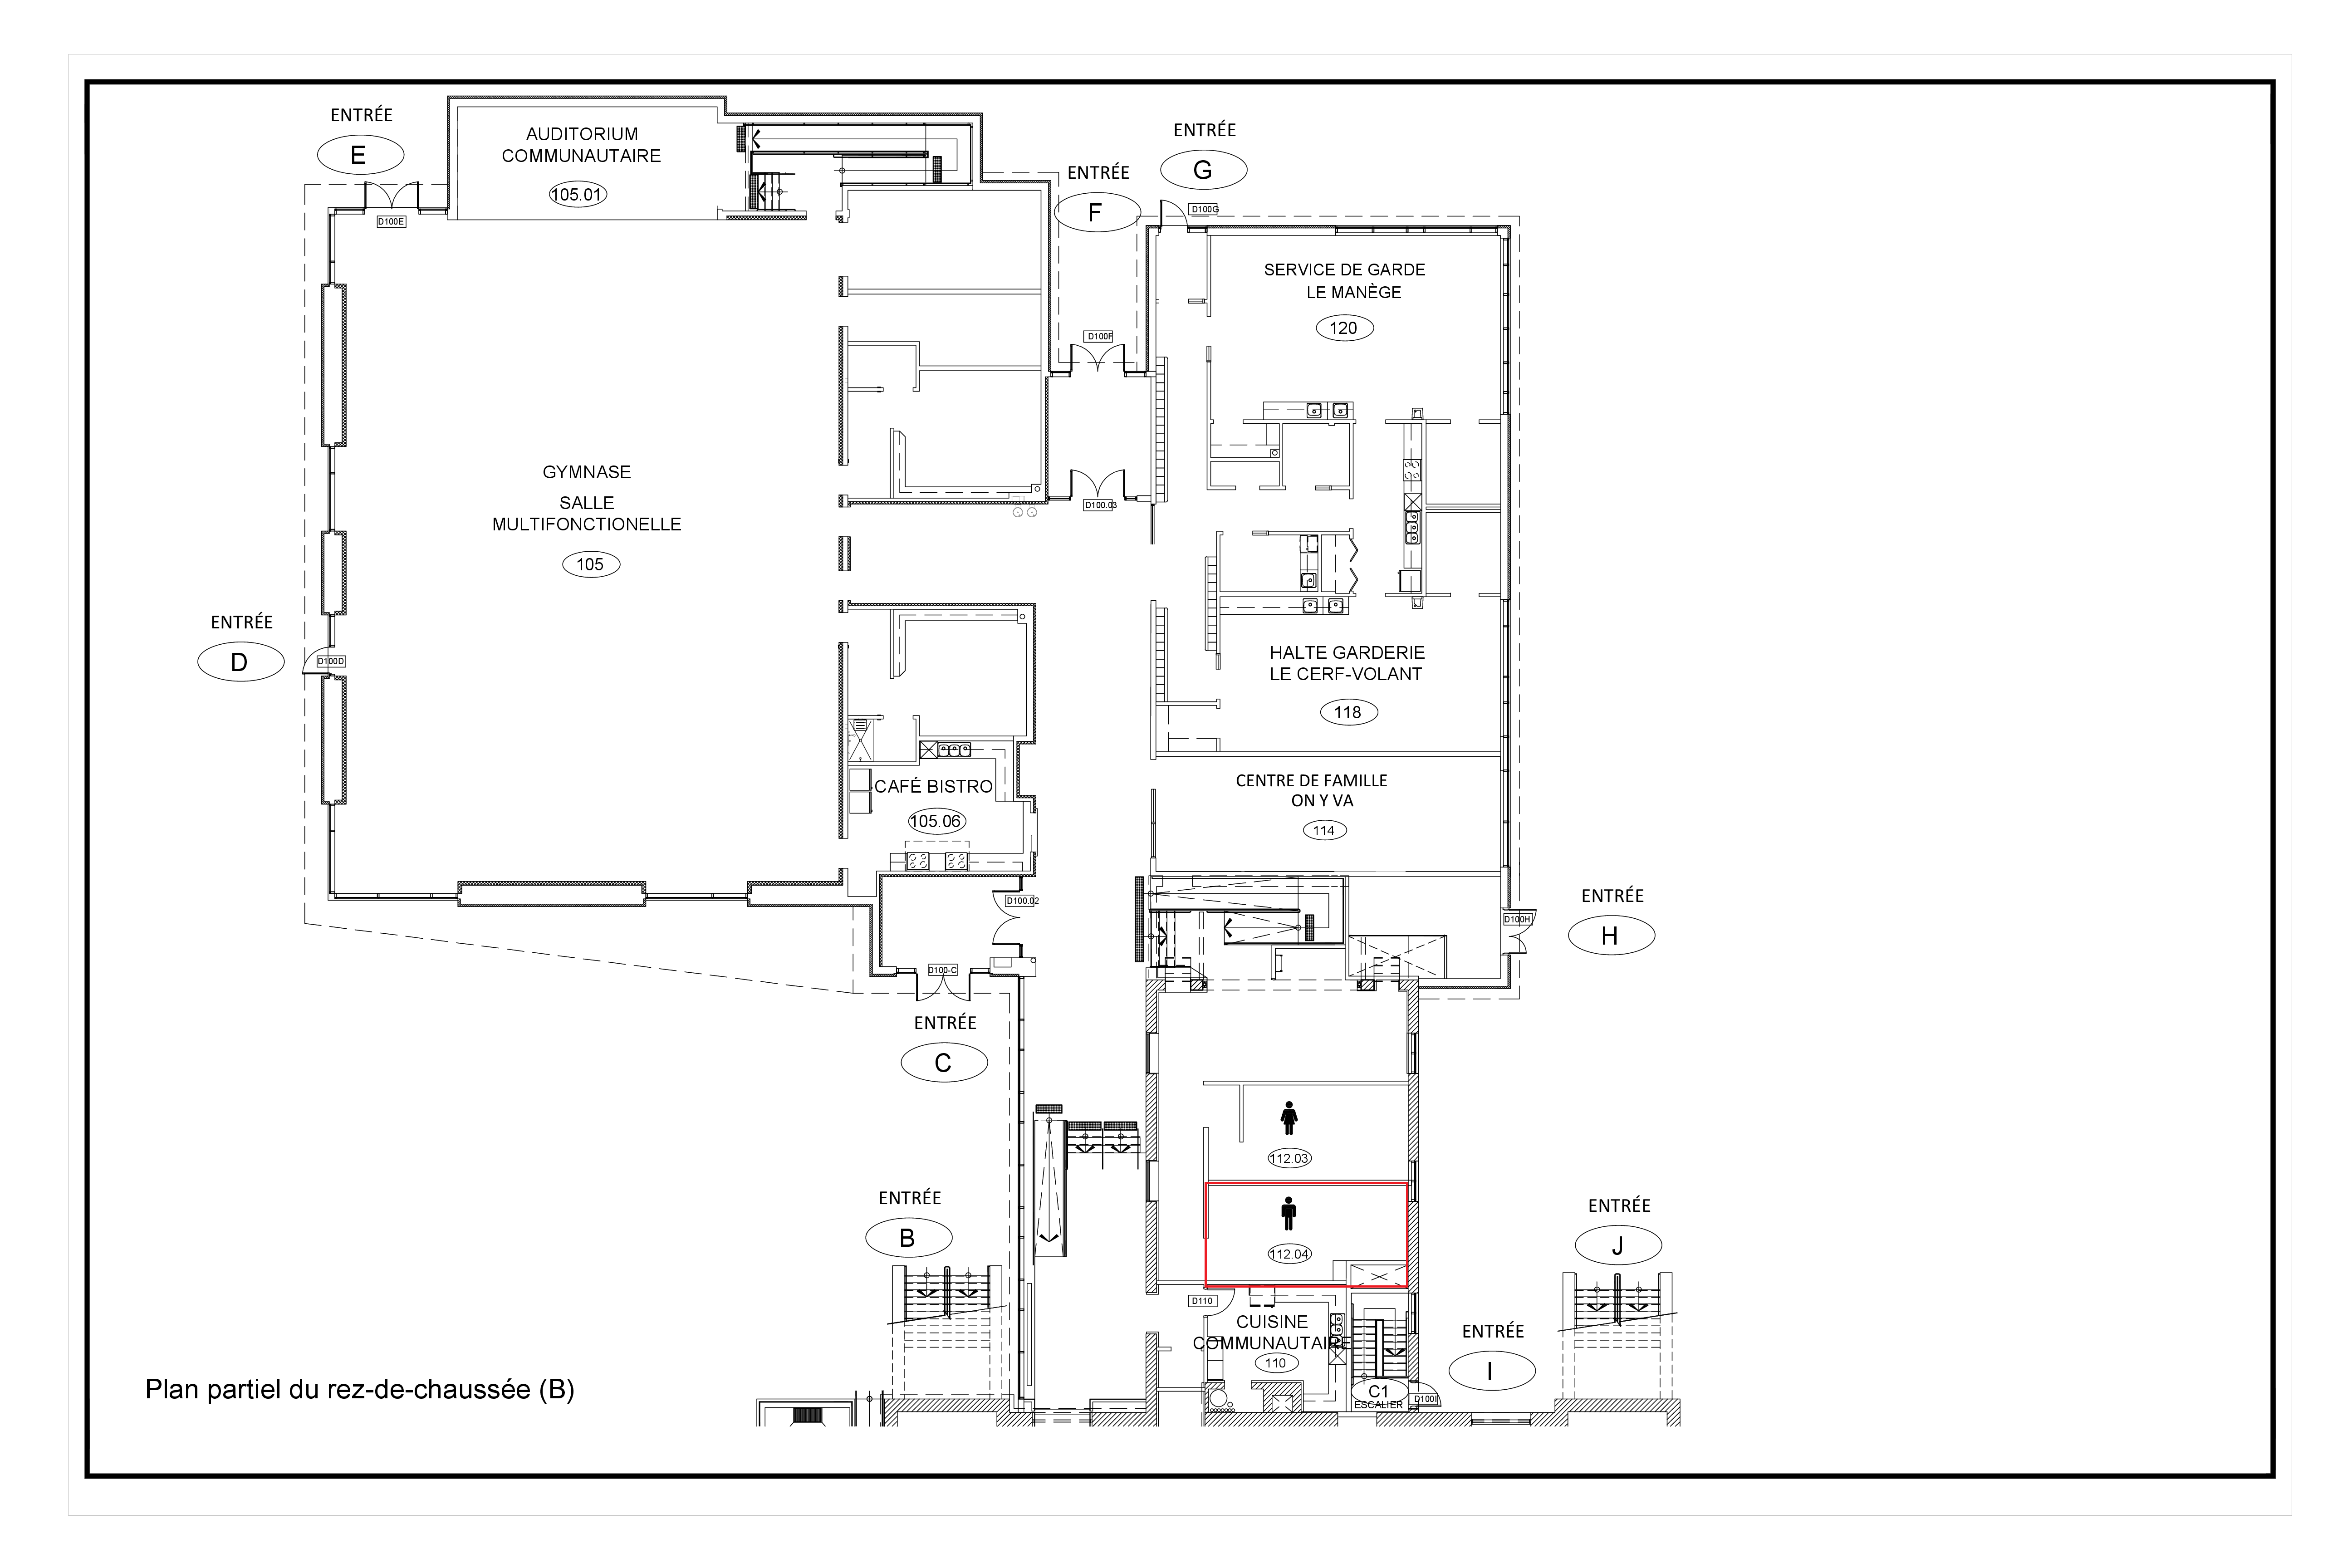 ENTRÉE
E
D100E
AUDITORIUM
COMMUNAUTAIRE
105.01
ENTRÉE
F
ENTRÉE
G
D100G
D100F
D100.03
SERVICE DE GARDE
LE MANÈGE
120
GYMNASE
SALLE
MULTIFONCTIONELLE
105
ENTRÉE
D
D100D
HALTE GARDERIE
LE CERF-VOLANT
118
CAFÉ BISTRO
105.06
CENTRE DE FAMILLE
ON Y VA
114
D100.02
D100-C
ENTRÉE
C
D100H
ENTRÉE
H
112.03
112.04
ENTRÉE
B
ENTRÉE
J
D110
CUISINE
COMMUNAUTAIRE
110
C1
ESCALIER
D100I
ENTRÉE
I
Plan partiel du rez-de-chaussée (B)